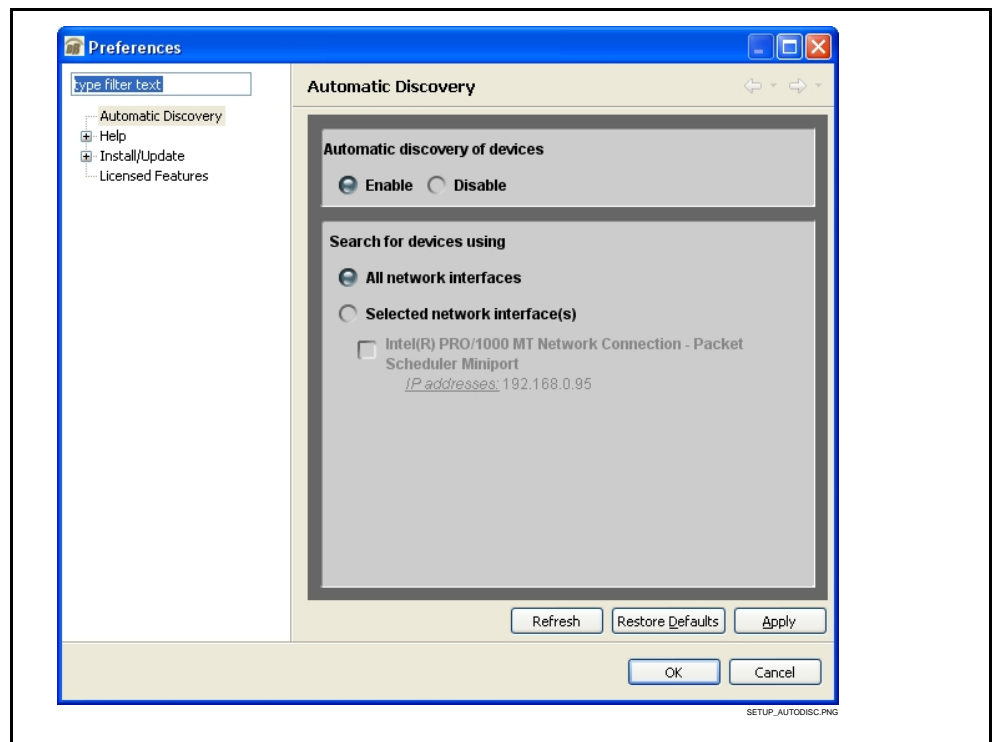 Preferences
type filter text
Automatic Discovery
Help
Install/Update
Licensed Features
Automatic Discovery
Automatic discovery of devices
Enable Disable
Search for devices using
All network interfaces
Selected network interface(s)
Intel(R) PRO/1000 MT Network Connection - Packet
Scheduler Miniport
IP addresses: 192.168.0.95
Refresh Restore Defaults Apply
OK Cancel
SETUP_AUTODISC.PNG